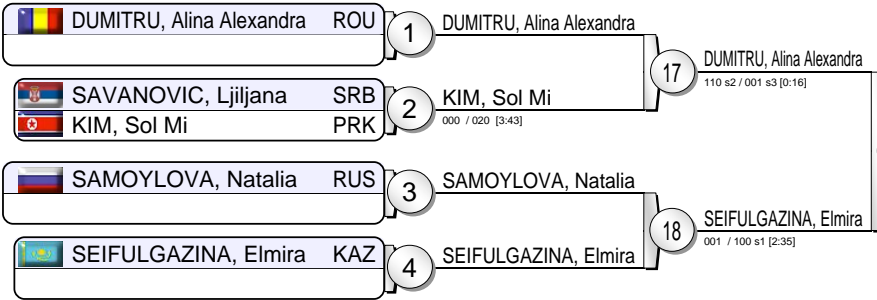 DUMITRU, Alina Alexandra ROU
1
DUMITRU, Alina Alexandra
17
DUMITRU, Alina Alexandra
110 s2 / 001 s3 [0:16]
SAVANOVIC, Ljiljana SRB
KIM, Sol Mi PRK
2
KIM, Sol Mi
000 / 020 [3:43]
SAMOYLOVA, Natalia RUS
3
SAMOYLOVA, Natalia
18
SEIFULGAZINA, Elmira
001 / 100 s1 [2:35]
SEIFULGAZINA, Elmira KAZ
4
SEIFULGAZINA, Elmira